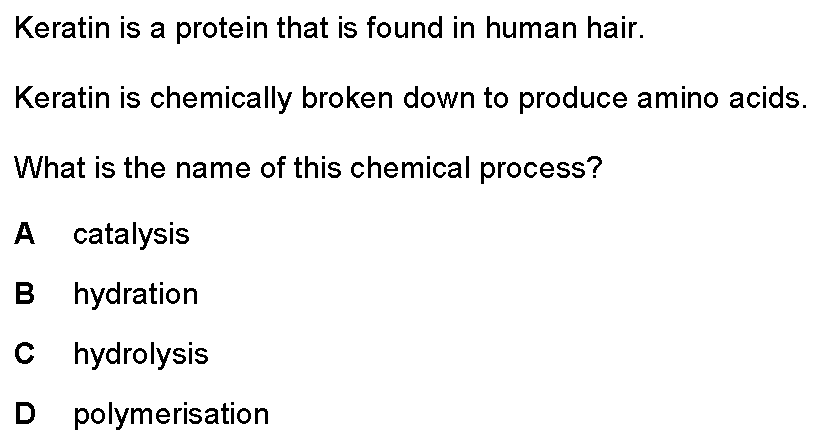 Keratin is a protein that is found in human hair.
Keratin is chemically broken down to produce amino acids.
What is the name of this chemical process?
A catalysis
B hydration
C hydrolysis
D polymerisation